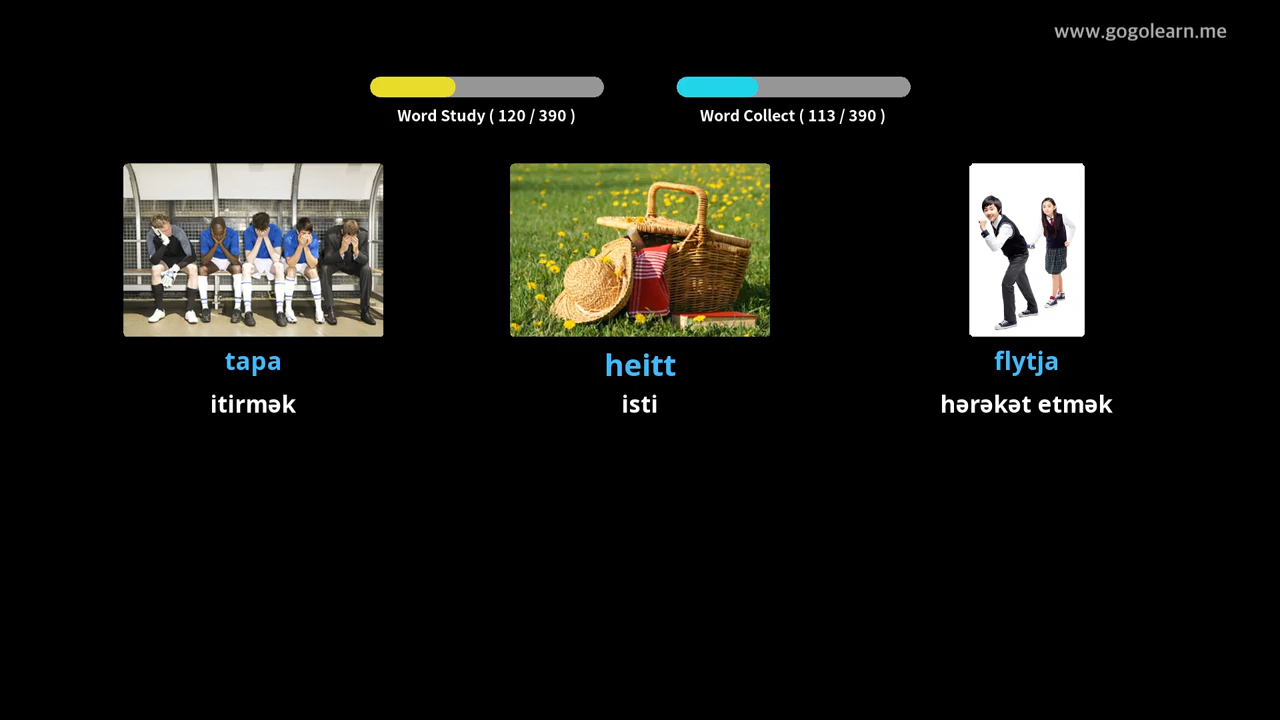 www.gogolearn.me
Word Study ( 120 / 390 )
Word Collect ( 113 / 390 )
tapa
heitt
flytja
itirmək
isti
hərəkət etmək